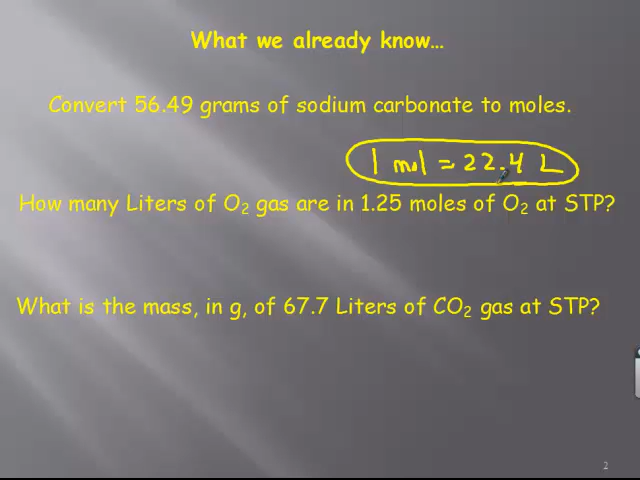 What we already know…
Convert 56.49 grams of sodium carbonate to moles.
1 mol = 22.4 L
How many Liters of O₂ gas are in 1.25 moles of O₂ at STP?
What is the mass, in g, of 67.7 Liters of CO₂ gas at STP?
2